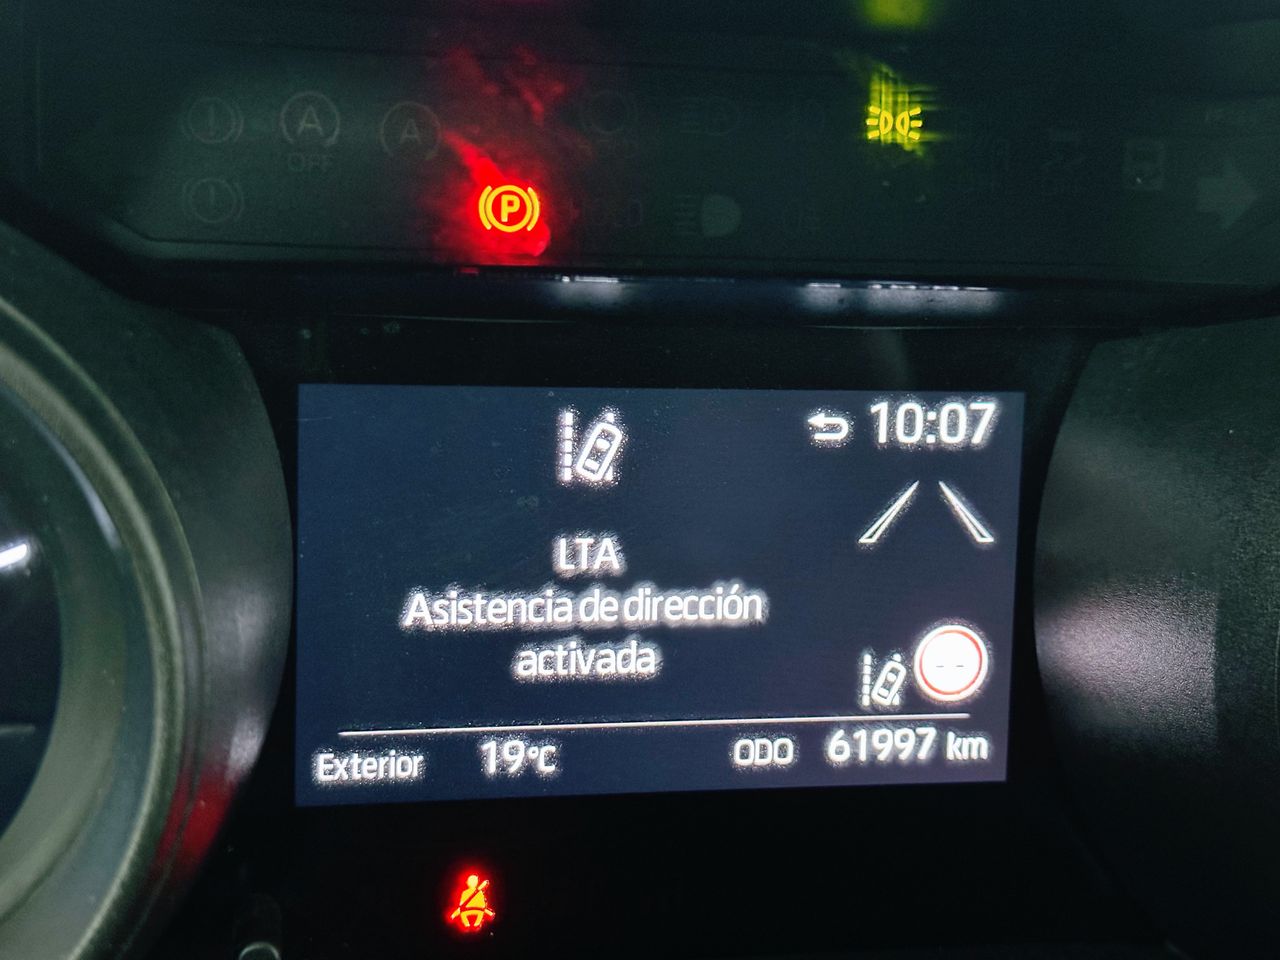 A
OFF
A
P
10:07
LTA
Asistencia de dirección
activada
--
Exterior 19°C ODO 61997 km